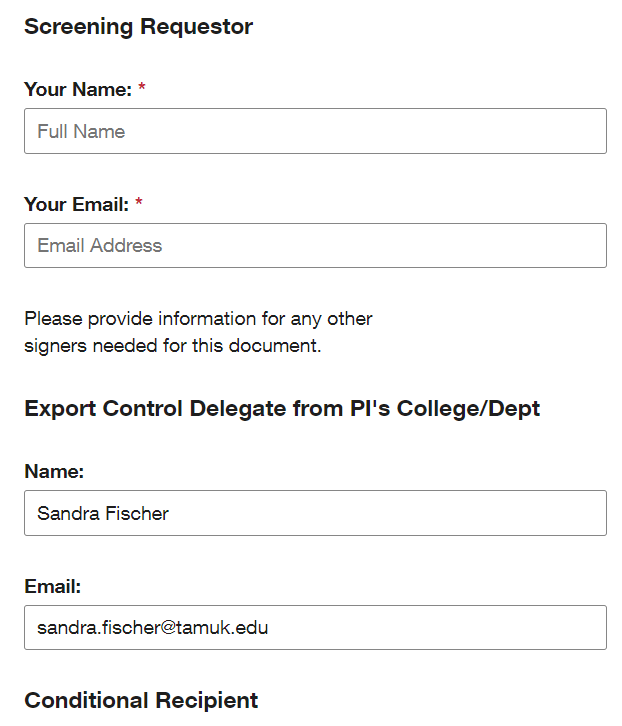 Screening Requestor
Your Name: *
Full Name
Your Email: *
Email Address
Please provide information for any other
signers needed for this document.
Export Control Delegate from PI's College/Dept
Name:
Sandra Fischer
Email:
sandra.fischer@tamuk.edu
Conditional Recipient